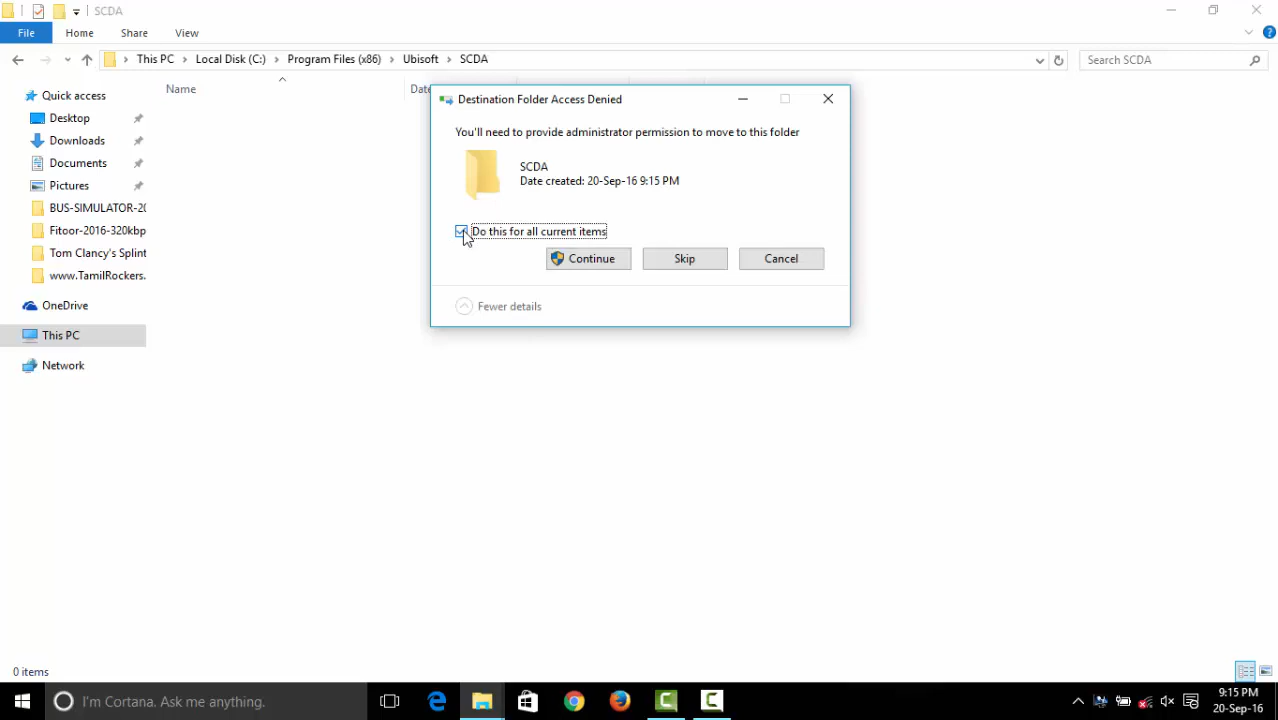 SCDA
File Home Share View
This PC Local Disk (C:) Program Files (x86) Ubisoft SCDA
Search SCDA
Quick access
Desktop
Downloads
Documents
Pictures
BUS-SIMULATOR-20
Fitoor-2016-320kbp
Tom Clancy's Splint
www.TamilRockers.
OneDrive
This PC
Network
Name
Date
Destination Folder Access Denied
You'll need to provide administrator permission to move to this folder
SCDA
Date created: 20-Sep-16 9:15 PM
Do this for all current items
Continue Skip Cancel
Fewer details
0 items
I'm Cortana. Ask me anything.
9:15 PM
20-Sep-16